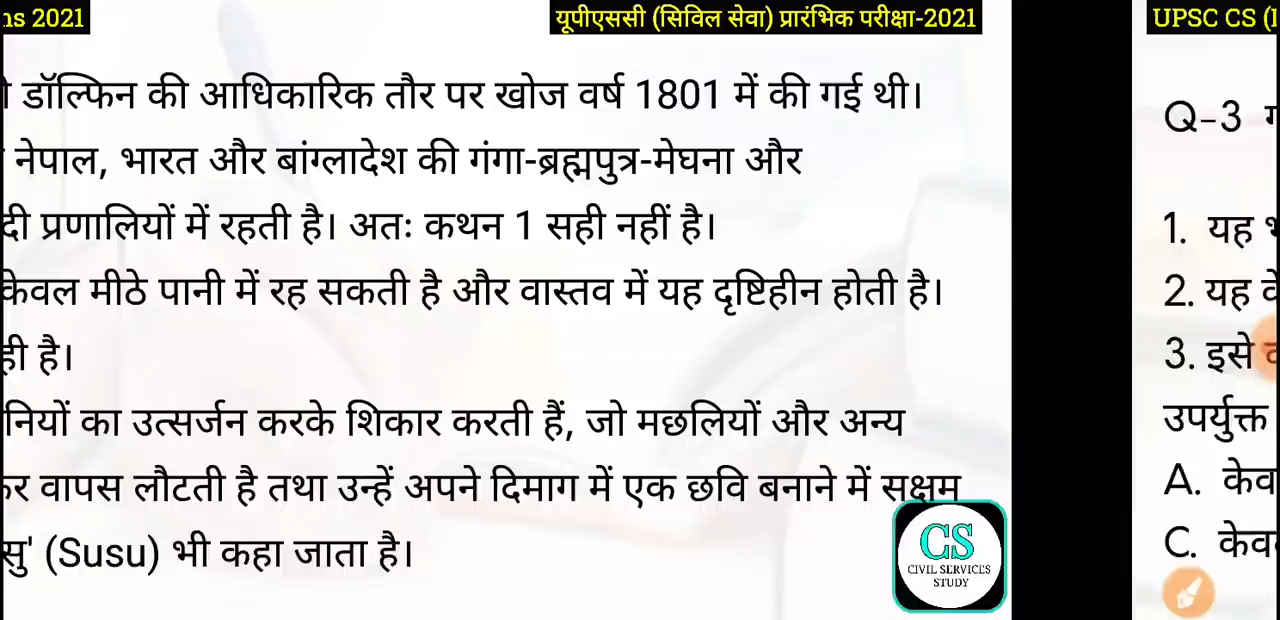 ns 2021
यूपीएससी (सिविल सेवा) प्रारंभिक परीक्षा-2021
डॉल्फिन की आधिकारिक तौर पर खोज वर्ष 1801 में की गई थी।
नेपाल, भारत और बांग्लादेश की गंगा-ब्रह्मपुत्र-मेघना और
दी प्रणालियों में रहती है। अतः कथन 1 सही नहीं है।
केवल मीठे पानी में रह सकती है और वास्तव में यह दृष्टिहीन होती है।
ही है।
नियों का उत्सर्जन करके शिकार करती हैं, जो मछलियों और अन्य
कर वापस लौटती है तथा उन्हें अपने दिमाग में एक छवि बनाने में सक्षम
सु' (Susu) भी कहा जाता है।
CS
CIVIL SERVICES
STUDY
UPSC CS (
Q-3
1. यह
2. यह
3. इसे
उपर्युक्त
A. केव
C. केव